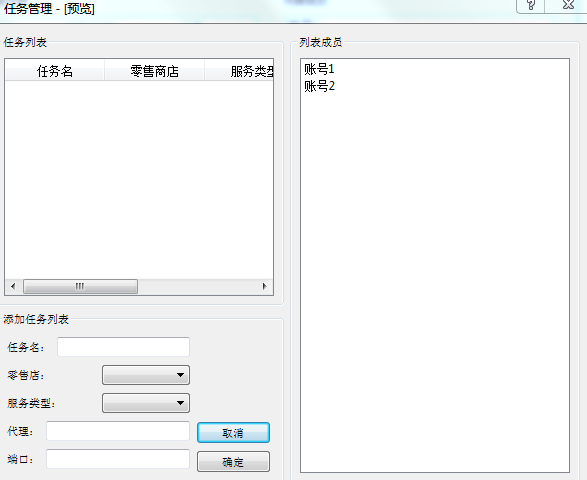 任务管理 - [预览]
任务列表
任务名 零售商店 服务类型
添加任务列表
任务名：
零售店：
服务类型：
代理：
取消
端口：
确定
列表成员
账号1
账号2